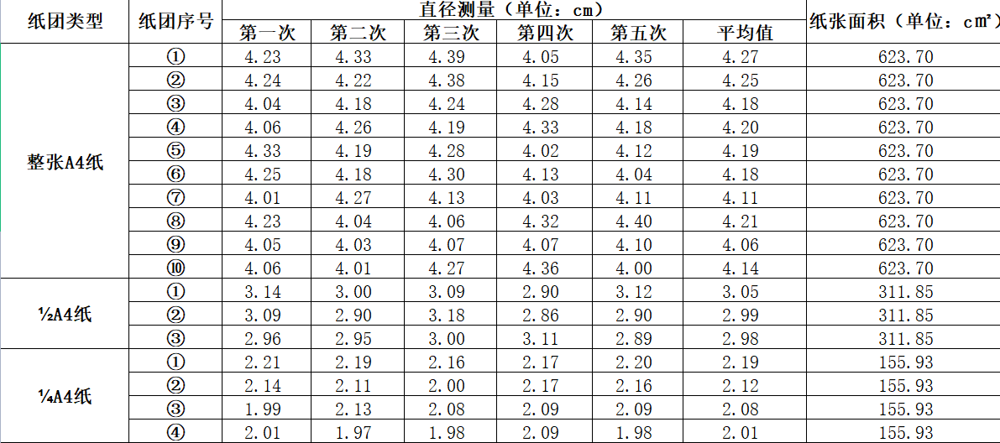 纸团类型 纸团序号 直径测量（单位：cm） 纸张面积（单位：cm²）
第一次 第二次 第三次 第四次 第五次 平均值
整张A4纸
① 4.23 4.33 4.39 4.05 4.35 4.27 623.70
② 4.24 4.22 4.38 4.15 4.26 4.25 623.70
③ 4.04 4.18 4.24 4.28 4.14 4.18 623.70
④ 4.06 4.26 4.19 4.33 4.18 4.20 623.70
⑤ 4.33 4.19 4.28 4.02 4.12 4.19 623.70
⑥ 4.25 4.18 4.30 4.13 4.04 4.18 623.70
⑦ 4.01 4.27 4.13 4.03 4.11 4.11 623.70
⑧ 4.23 4.04 4.06 4.32 4.40 4.21 623.70
⑨ 4.05 4.03 4.07 4.07 4.10 4.06 623.70
⑩ 4.06 4.01 4.27 4.36 4.00 4.14 623.70
½A4纸
① 3.14 3.00 3.09 2.90 3.12 3.05 311.85
② 3.09 2.90 3.18 2.86 2.90 2.99 311.85
③ 2.96 2.95 3.00 3.11 2.89 2.98 311.85
¼A4纸
① 2.21 2.19 2.16 2.17 2.20 2.19 155.93
② 2.14 2.11 2.00 2.17 2.16 2.12 155.93
③ 1.99 2.13 2.08 2.09 2.09 2.08 155.93
④ 2.01 1.97 1.98 2.09 1.98 2.01 155.93